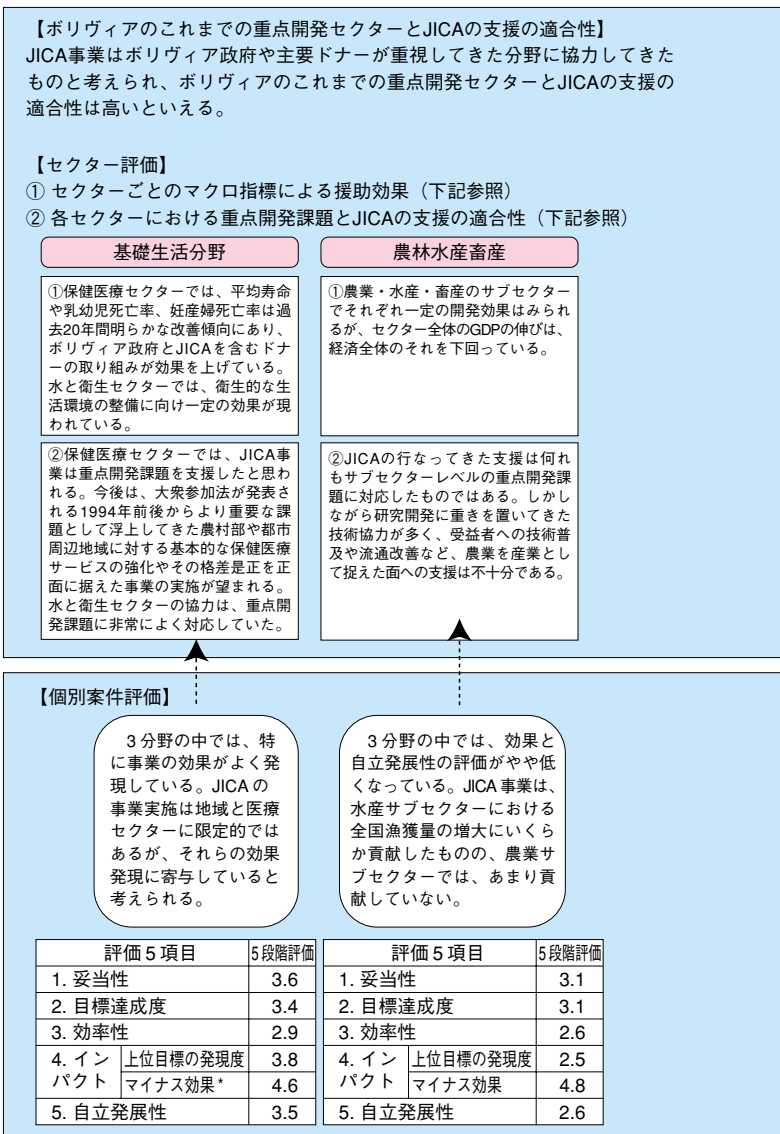 【ボリヴィアのこれまでの重点開発セクターとJICAの支援の適合性】
JICA事業はボリヴィア政府や主要ドナーが重視してきた分野に協力してきた
ものと考えられ、ボリヴィアのこれまでの重点開発セクターとJICAの支援の
適合性は高いといえる。
【セクター評価】
① セクターごとのマクロ指標による援助効果（下記参照）
② 各セクターにおける重点開発課題とJICAの支援の適合性（下記参照）
基礎生活分野
①保健医療セクターでは、平均寿命
や乳幼児死亡率、妊産婦死亡率は過
去20年間明らかな改善傾向にあり、
ボリヴィア政府とJICAを含むドナ
ーの取り組みが効果を上げている。
水と衛生セクターでは、衛生的な生
活環境の整備に向け一定の効果が現
われている。
②保健医療セクターでは、JICA事
業は重点開発課題を支援したと思わ
れる。今後は、大衆参加法が発表さ
れる1994年前後からより重要な課
題として浮上してきた農村部や都市
周辺地域に対する基本的な保健医療
サービスの強化やその格差是正を正
面に据えた事業の実施が望まれる。
水と衛生セクターの協力は、重点開
発課題に非常によく対応していた。
農林水産畜産
①農業・水産・畜産のサブセクター
でそれぞれ一定の開発効果はみられ
るが、セクター全体のGDPの伸びは、
経済全体のそれを下回っている。
②JICAの行なってきた支援は何れ
もサブセクターレベルの重点開発課
題に対応したものではある。しかし
ながら研究開発に重きを置いてきた
技術協力が多く、受益者への技術普
及や流通改善など、農業を産業とし
て捉えた面への支援は不十分である。
【個別案件評価】
3分野の中では、特
に事業の効果がよく発
現している。JICAの
事業実施は地域と医療
セクターに限定的では
あるが、それらの効果
発現に寄与していると
考えられる。
3分野の中では、効果と
自立発展性の評価がやや低
くなっている。JICA事業は、
水産サブセクターにおける
全国漁獲量の増大にいくら
か貢献したものの、農業サ
ブセクターでは、あまり貢
献していない。
評価5項目 5段階評価
1. 妥当性 3.6
2. 目標達成度 3.4
3. 効率性 2.9
4. イン 上位目標の発現度 3.8
パクト マイナス効果* 4.6
5. 自立発展性 3.5
評価5項目 5段階評価
1. 妥当性 3.1
2. 目標達成度 3.1
3. 効率性 2.6
4. イン 上位目標の発現度 2.5
パクト マイナス効果 4.8
5. 自立発展性 2.6